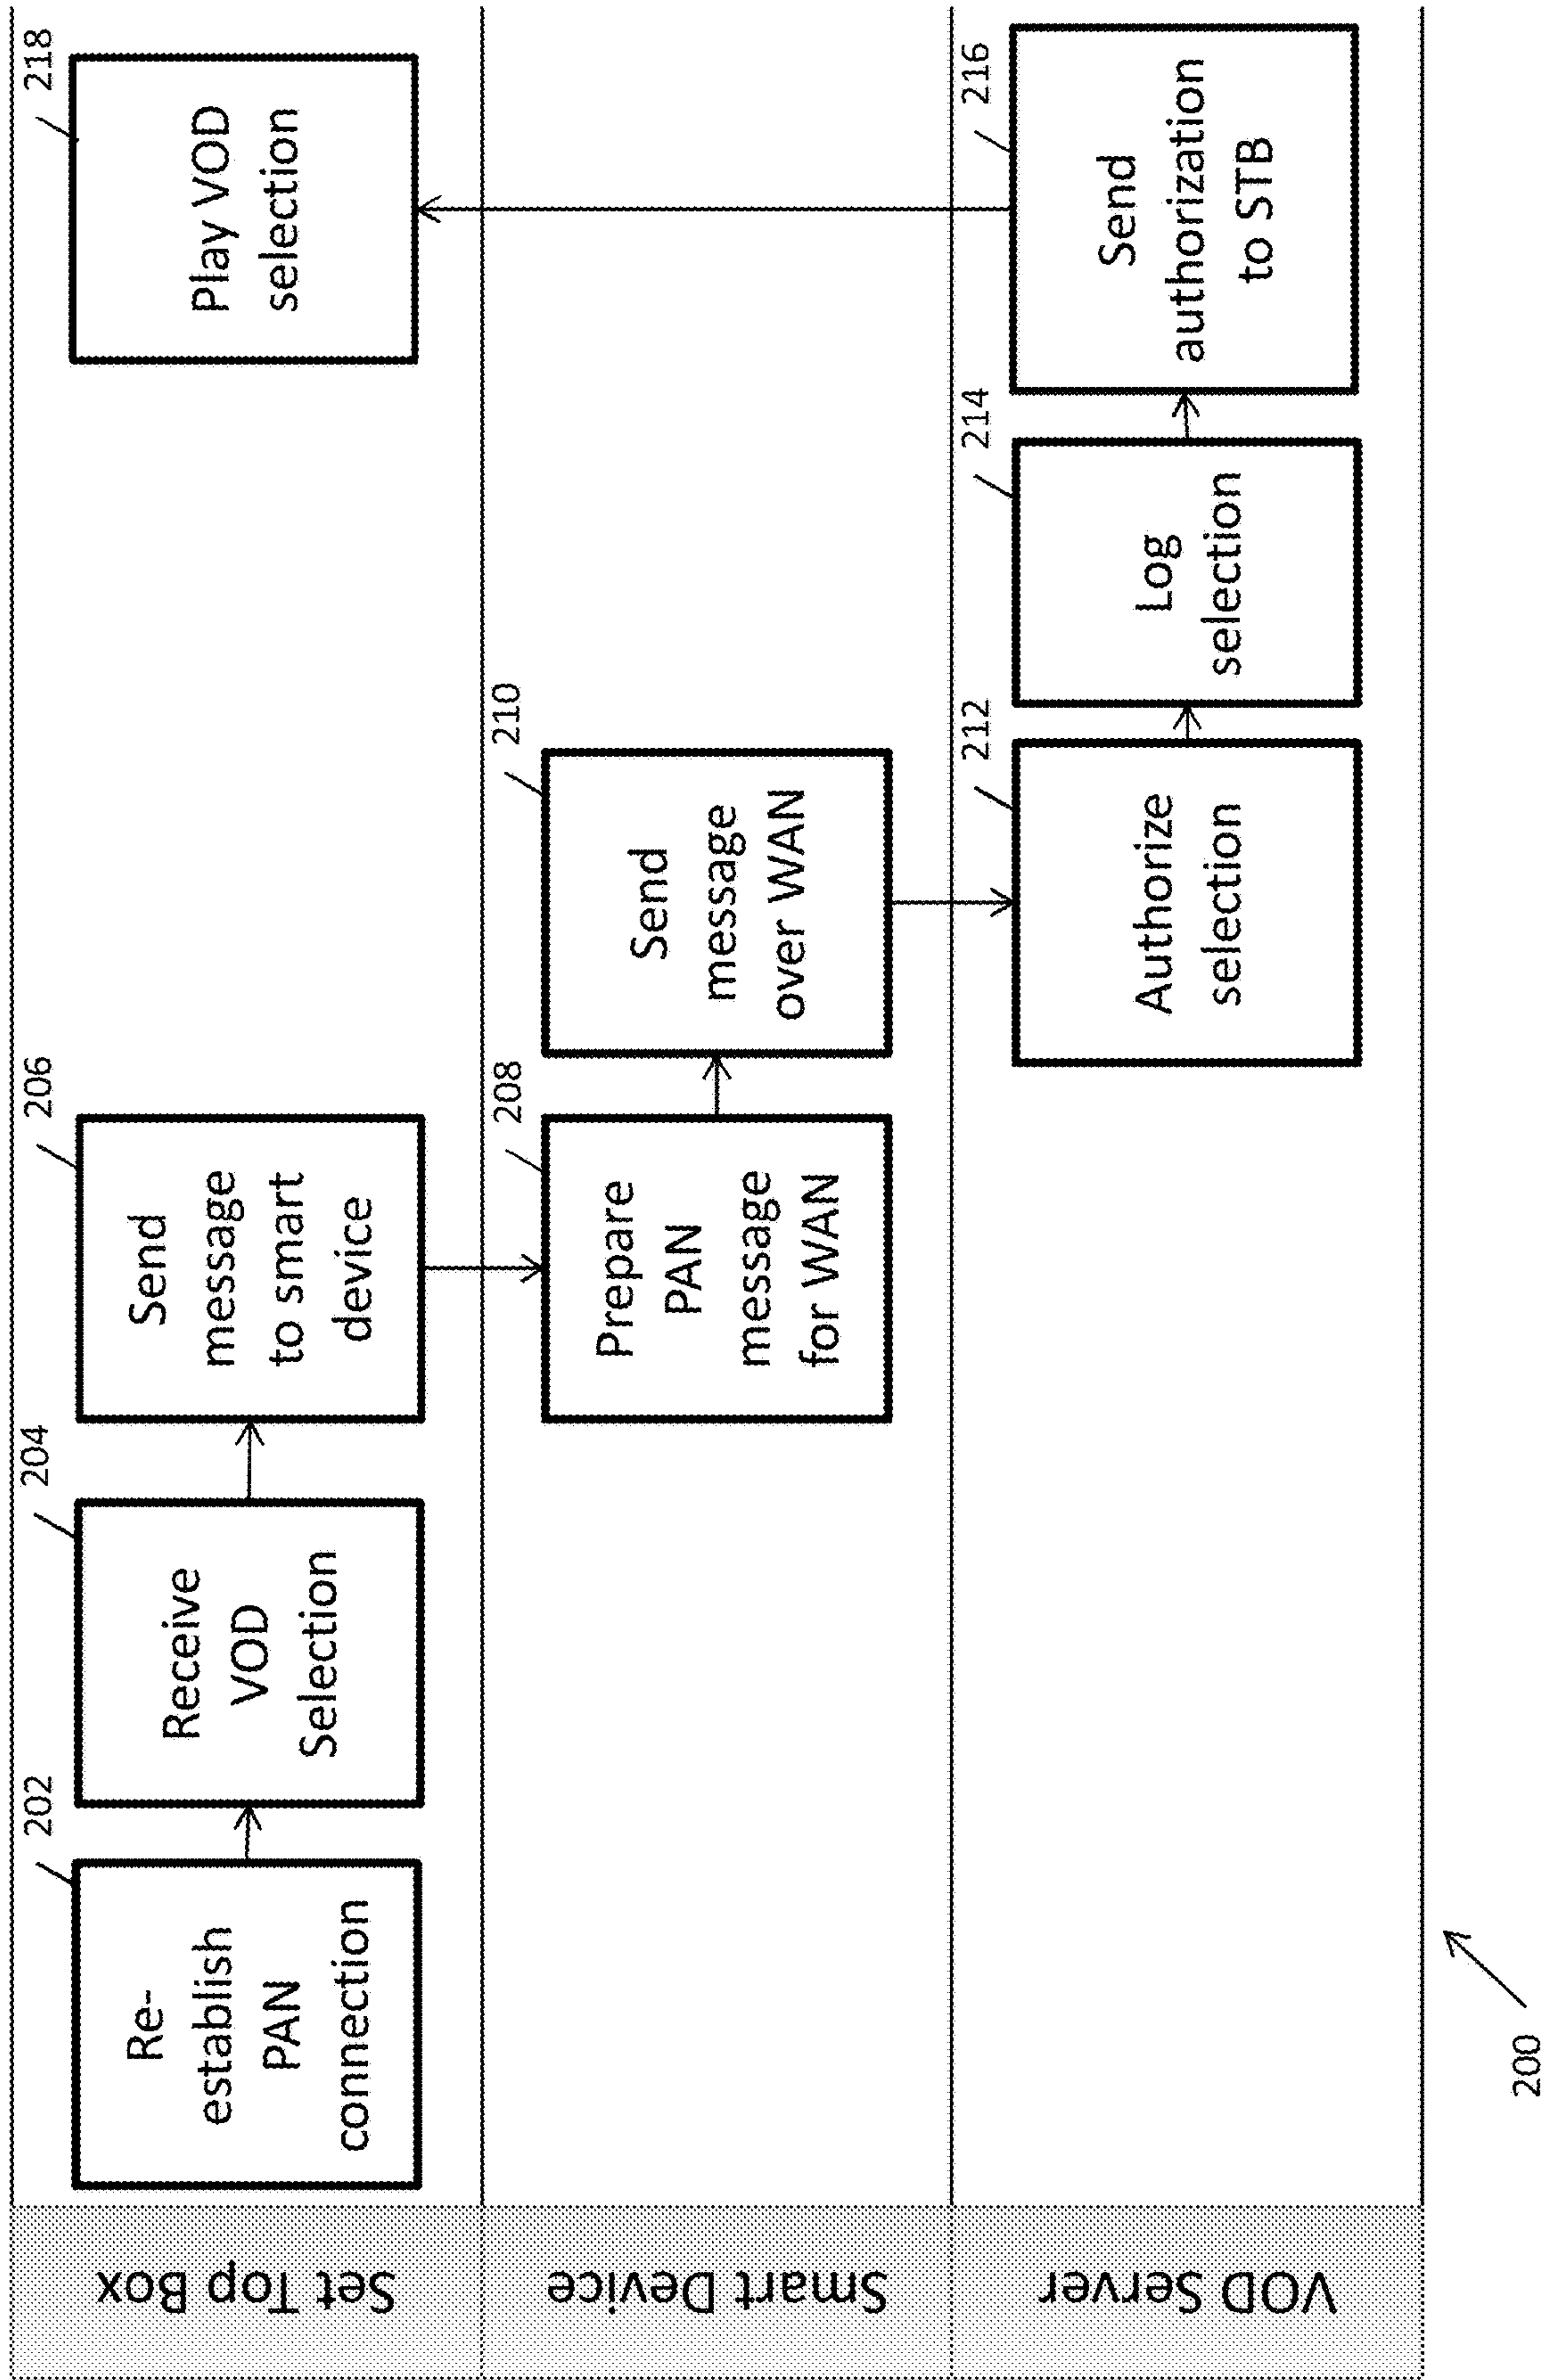 Set Top Box
202
Re-
establish
PAN
connection
204
Receive
VOD
Selection
206
Send
message
to smart
device
218
Play VOD
selection
Smart Device
208
Prepare
PAN
message
for WAN
210
Send
message
over WAN
VOD Server
212
Authorize
selection
214
Log
selection
216
Send
authorization
to STB
200